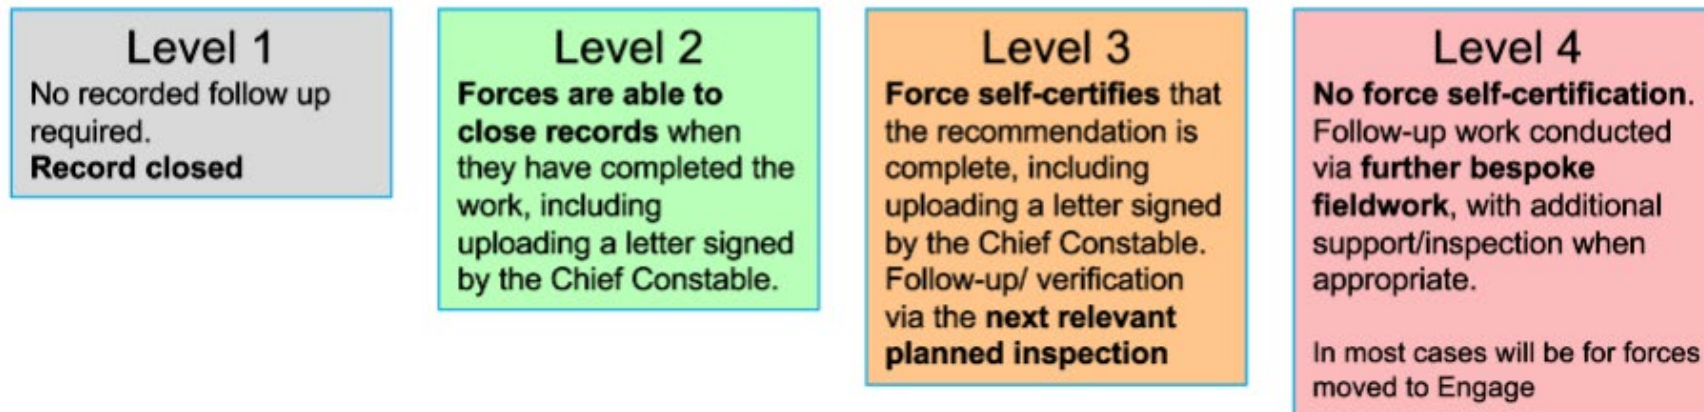 Level 1
No recorded follow up
required.
Record closed
Level 2
Forces are able to
close records when
they have completed the
work, including
uploading a letter signed
by the Chief Constable.
Level 3
Force self-certifies that
the recommendation is
complete, including
uploading a letter signed
by the Chief Constable.
Follow-up/ verification
via the next relevant
planned inspection
Level 4
No force self-certification.
Follow-up work conducted
via further bespoke
fieldwork, with additional
support/inspection when
appropriate.
In most cases will be for forces
moved to Engage